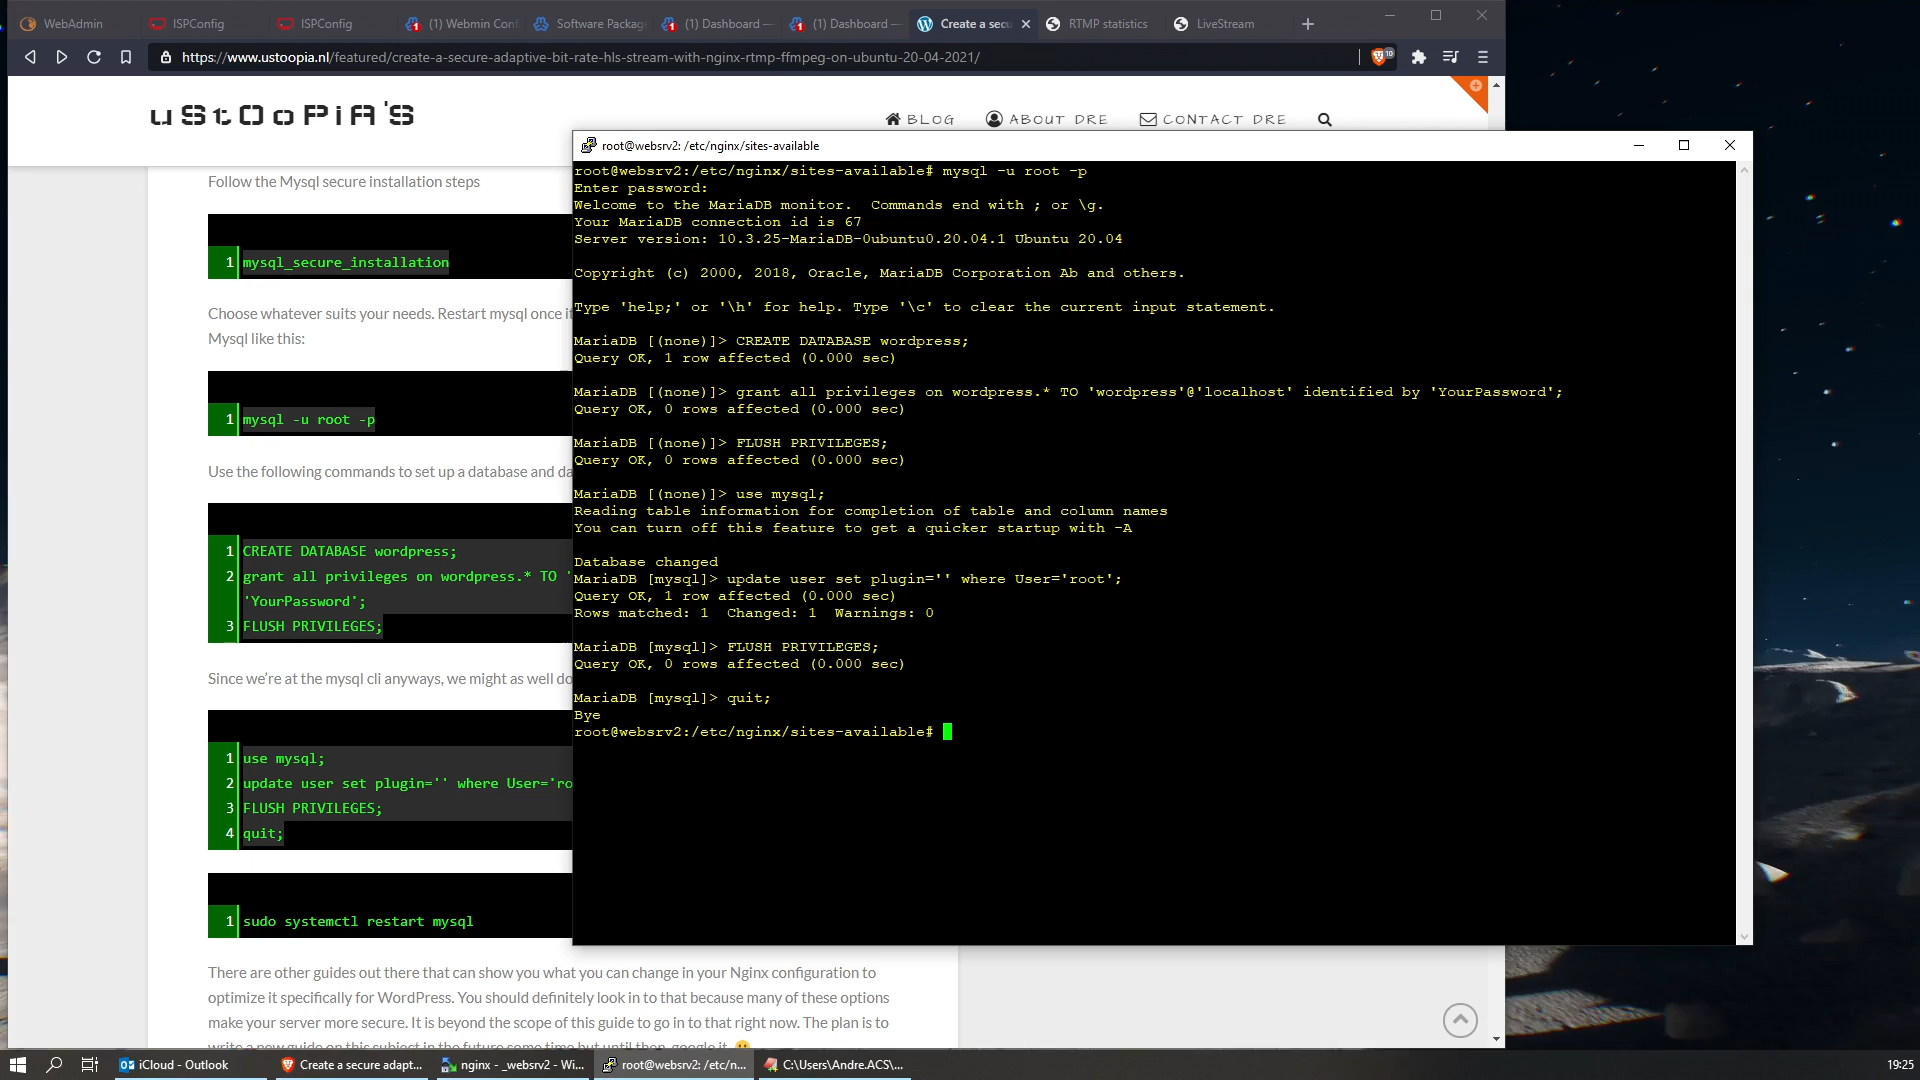 WebAdmin
ISPConfig
ISPConfig
(1) Webmin Conf
Software Package
(1) Dashboard —
(1) Dashboard —
Create a secu
RTMP statistics
LiveStream
https://www.ustoopia.nl/featured/create-a-secure-adaptive-bit-rate-hls-stream-with-nginx-rtmp-ffmpeg-on-ubuntu-20-04-2021/
10
uStOoPiA'S
BLOG
ABOUT DRE
CONTACT DRE
Follow the Mysql secure installation steps
1 mysql_secure_installation
Choose whatever suits your needs. Restart mysql once it
Mysql like this:
1 mysql -u root -p
Use the following commands to set up a database and da
1 CREATE DATABASE wordpress;
2 grant all privileges on wordpress.* TO '
'YourPassword';
3 FLUSH PRIVILEGES;
Since we're at the mysql cli anyways, we might as well do
1 use mysql;
2 update user set plugin='' where User='ro
3 FLUSH PRIVILEGES;
4 quit;
1 sudo systemctl restart mysql
There are other guides out there that can show you what you can change in your Nginx configuration to
optimize it specifically for WordPress. You should definitely look in to that because many of these options
make your server more secure. It is beyond the scope of this guide to go in to that right now. The plan is to
write a new guide on this subject in the future some time but until then, google it.
root@websrv2: /etc/nginx/sites-available
root@websrv2:/etc/nginx/sites-available# mysql -u root -p
Enter password:
Welcome to the MariaDB monitor.  Commands end with ; or \g.
Your MariaDB connection id is 67
Server version: 10.3.25-MariaDB-0ubuntu0.20.04.1 Ubuntu 20.04
Copyright (c) 2000, 2018, Oracle, MariaDB Corporation Ab and others.
Type 'help;' or '\h' for help. Type '\c' to clear the current input statement.
MariaDB [(none)]> CREATE DATABASE wordpress;
Query OK, 1 row affected (0.000 sec)
MariaDB [(none)]> grant all privileges on wordpress.* TO 'wordpress'@'localhost' identified by 'YourPassword';
Query OK, 0 rows affected (0.000 sec)
MariaDB [(none)]> FLUSH PRIVILEGES;
Query OK, 0 rows affected (0.000 sec)
MariaDB [(none)]> use mysql;
Reading table information for completion of table and column names
You can turn off this feature to get a quicker startup with -A
Database changed
MariaDB [mysql]> update user set plugin='' where User='root';
Query OK, 1 row affected (0.000 sec)
Rows matched: 1  Changed: 1  Warnings: 0
MariaDB [mysql]> FLUSH PRIVILEGES;
Query OK, 0 rows affected (0.000 sec)
MariaDB [mysql]> quit;
Bye
root@websrv2:/etc/nginx/sites-available#
iCloud - Outlook
Create a secure adapt...
nginx - _websrv2 - Wi...
root@websrv2: /etc/n...
C:\Users\Andre.ACS\...
19:25